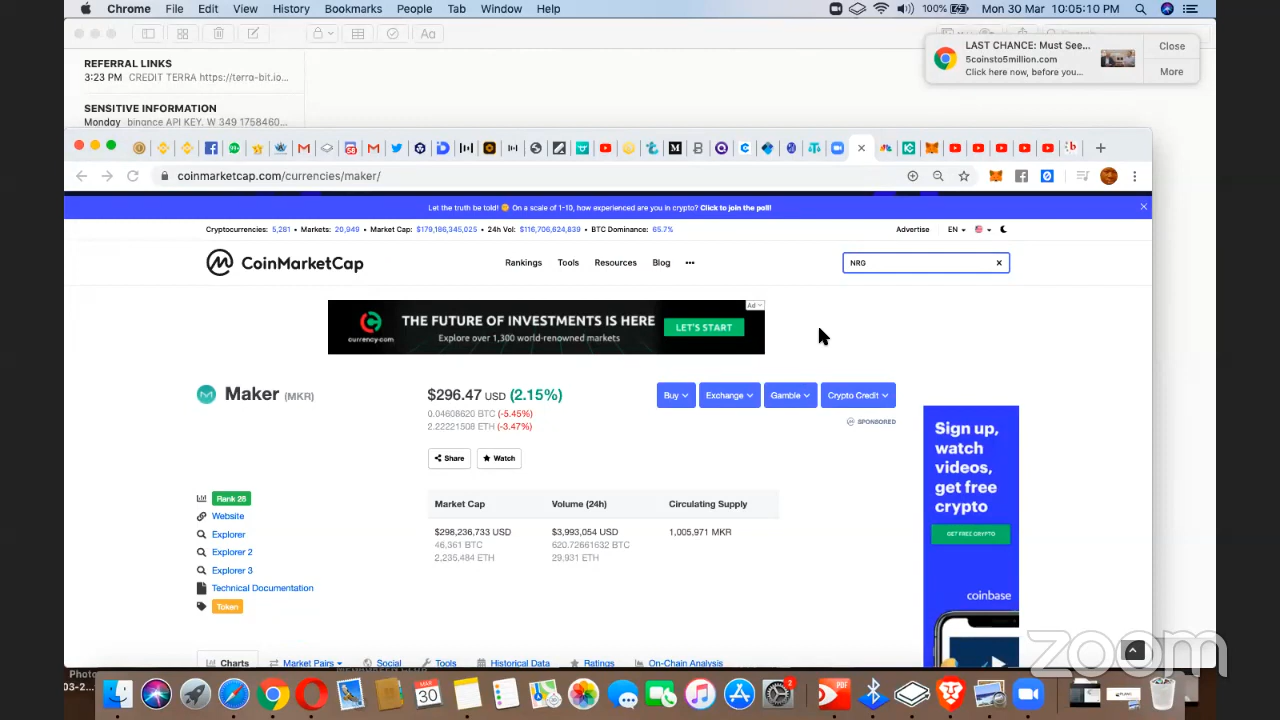 Chrome File Edit View History Bookmarks People Tab Window Help 100% Mon 30 Mar 10:05:10 PM
Aa
REFERRAL LINKS
3:23 PM CREDIT TERRA https://terra-bit.io...
SENSITIVE INFORMATION
Monday binance API KEY. W 349 1758460...
LAST CHANCE: Must See...
5coinsto5million.com
Click here now, before you...
Close
More
coinmarketcap.com/currencies/maker/
Let the truth be told! 🙂 On a scale of 1-10, how experienced are you in crypto? Click to join the poll!
Cryptocurrencies: 5,281 • Markets: 20,949 • Market Cap: $179,186,345,025 • 24h Vol: $116,706,624,839 • BTC Dominance: 65.7%
Advertise EN
CoinMarketCap
Rankings Tools Resources Blog •••
NRG
THE FUTURE OF INVESTMENTS IS HERE
Explore over 1,300 world-renowned markets
currency.com
LET'S START
Ad
Maker (MKR)
$296.47 USD (2.15%)
0.04608620 BTC (-5.45%)
2.22221508 ETH (-3.47%)
Buy Exchange Gamble Crypto Credit
SPONSORED
Share Watch
Rank 26
Website
Explorer
Explorer 2
Explorer 3
Technical Documentation
Token
Market Cap Volume (24h) Circulating Supply
$298,236,733 USD $3,993,054 USD 1,005,971 MKR
46,361 BTC 620.72661632 BTC
2,235,484 ETH 29,931 ETH
Sign up,
watch
videos,
get free
crypto
GET FREE CRYPTO
coinbase
Charts Market Pairs Social Tools Historical Data Ratings On-Chain Analysis
zoom